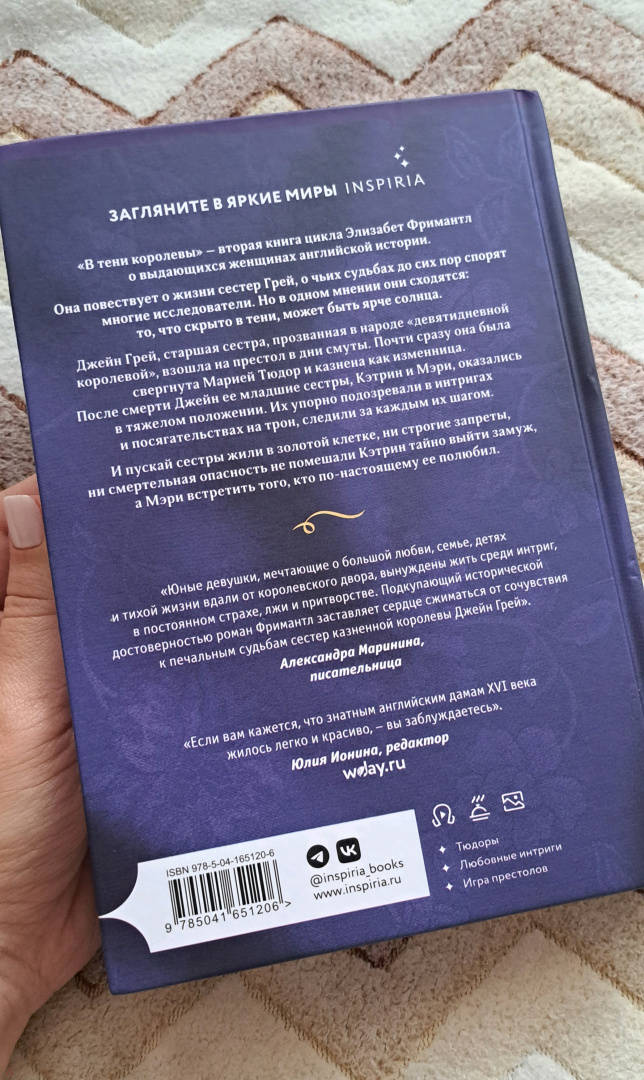 ЗАГЛЯНИТЕ В ЯРКИЕ МИРЫ INSPIRIA
«В тени королевы» – вторая книга цикла Элизабет Фримантл
о выдающихся женщинах английской истории.
Она повествует о жизни сестер Грей, о чьих судьбах до сих пор спорят
многие исследователи. Но в одном мнении они сходятся:
то, что скрыто в тени, может быть ярче солнца.
Джейн Грей, старшая сестра, прозванная в народе «девятидневной
королевой», взошла на престол в дни смуты. Почти сразу она была
свергнута Марией Тюдор и казнена как изменница.
После смерти Джейн ее младшие сестры, Кэтрин и Мэри, оказались
в тяжелом положении. Их упорно подозревали в интригах
и посягательствах на трон, следили за каждым их шагом.
И пускай сестры жили в золотой клетке, ни строгие запреты,
ни смертельная опасность не помешали Кэтрин тайно выйти замуж,
а Мэри встретить того, кто по-настоящему ее полюбил.
«Юные девушки, мечтающие о большой любви, семье, детях
и тихой жизни вдали от королевского двора, вынуждены жить среди интриг,
в постоянном страхе, лжи и притворстве. Подкупающий исторической
достоверностью роман Фримантл заставляет сердце сжиматься от сочувствия
к печальным судьбам сестер казненной королевы Джейн Грей».
Александра Маринина,
писательница
«Если вам кажется, что знатным английским дамам XVI века
жилось легко и красиво, – вы заблуждаетесь».
Юлия Ионина, редактор
wday.ru
ISBN 978-5-04-165120-6
9 785041 651206 >
@inspiria_books
www.inspiria.ru
Тюдоры
Любовные интриги
Игра престолов